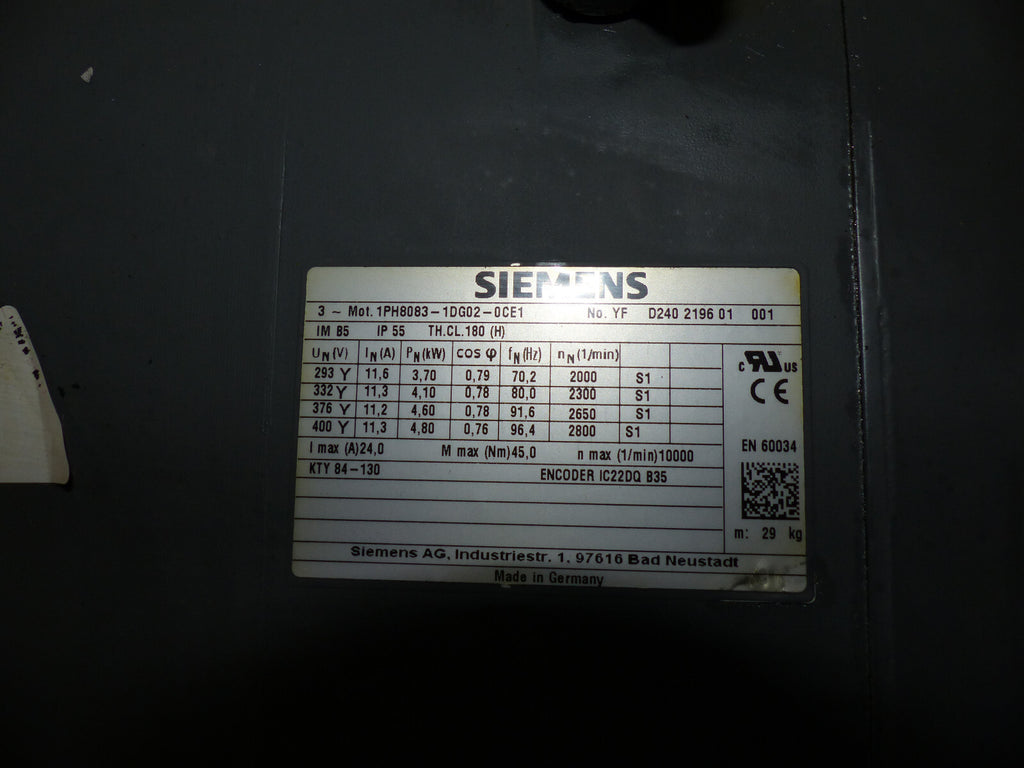 SIEMENS
3 ~ Mot. 1PH8083-1DG02-0CE1 No. YF D240 2196 01 001
IM B5 IP 55 TH.CL.180 (H)
UN (V) IN (A) PN (kW) cos φ fN (Hz) nN (1/min)
293 Y 11,6 3,70 0,79 70,2 2000 S1
332 Y 11,3 4,10 0,78 80,0 2300 S1
376 Y 11,2 4,60 0,78 91,6 2650 S1
400 Y 11,3 4,80 0,76 96,4 2800 S1
I max (A) 24,0 M max (Nm) 45,0 n max (1/min) 10000
KTY 84-130 ENCODER IC22DQ B35
c RU US
CE
EN 60034
m: 29 kg
Siemens AG, Industriestr. 1, 97616 Bad Neustadt
Made in Germany